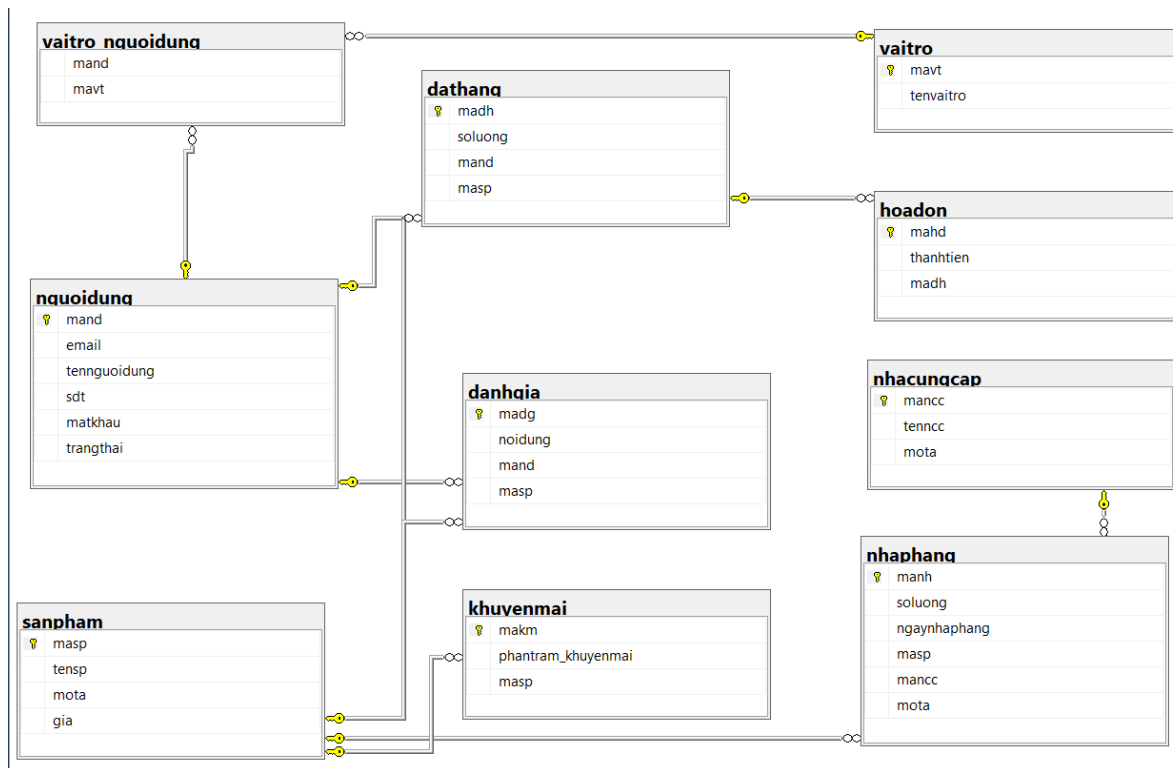 vaitro_nguoidung
mand
mavt
vaitro
mavt
tenvaitro
dathang
madh
soluong
mand
masp
hoadon
mahd
thanhtien
madh
nguoidung
mand
email
tennguoidung
sdt
matkhau
trangthai
danhgia
madg
noidung
mand
masp
nhacungcap
mancc
tenncc
mota
nhaphang
manh
soluong
ngaynhaphang
masp
mancc
mota
sanpham
masp
tensp
mota
gia
khuyenmai
makm
phantram_khuyenmai
masp